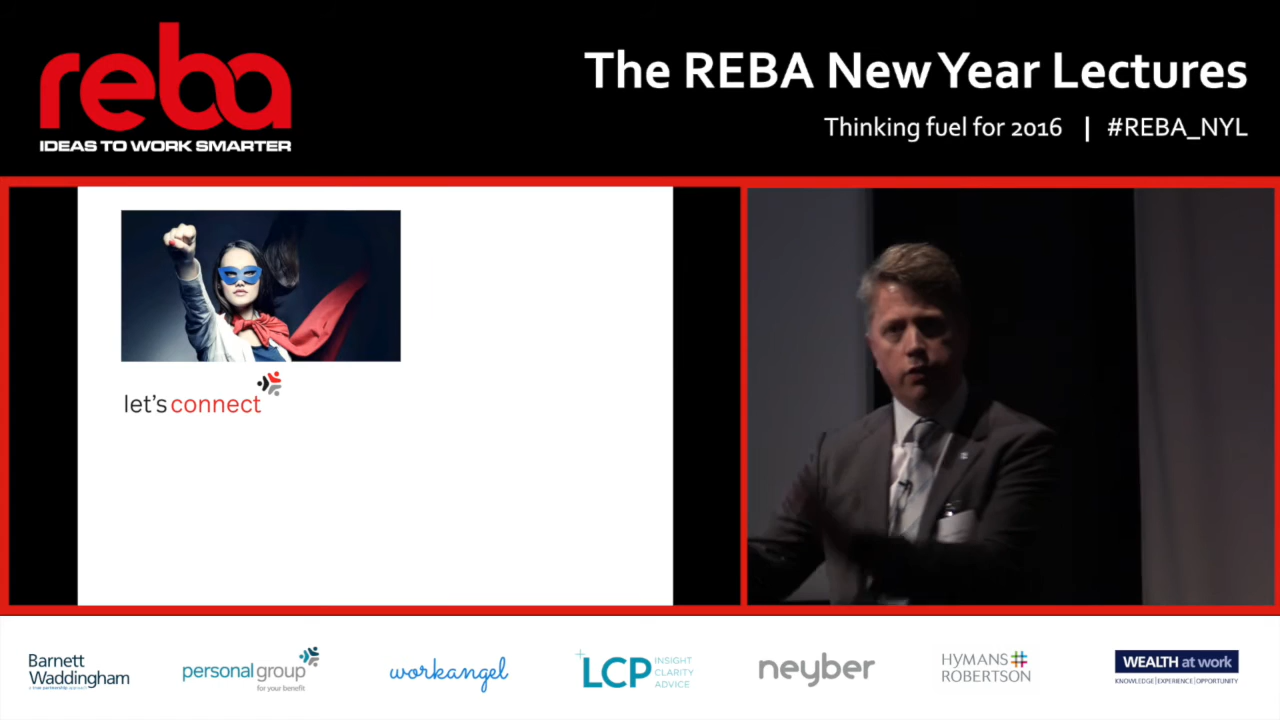 reba
IDEAS TO WORK SMARTER
The REBA New Year Lectures
Thinking fuel for 2016 | #REBA_NYL
let's connect
Barnett
Waddingham
personal group
for your benefit
workangel
LCP
INSIGHT
CLARITY
ADVICE
neyber
HYMANS
ROBERTSON
WEALTH at work
KNOWLEDGE|EXPERIENCE|OPPORTUNITY